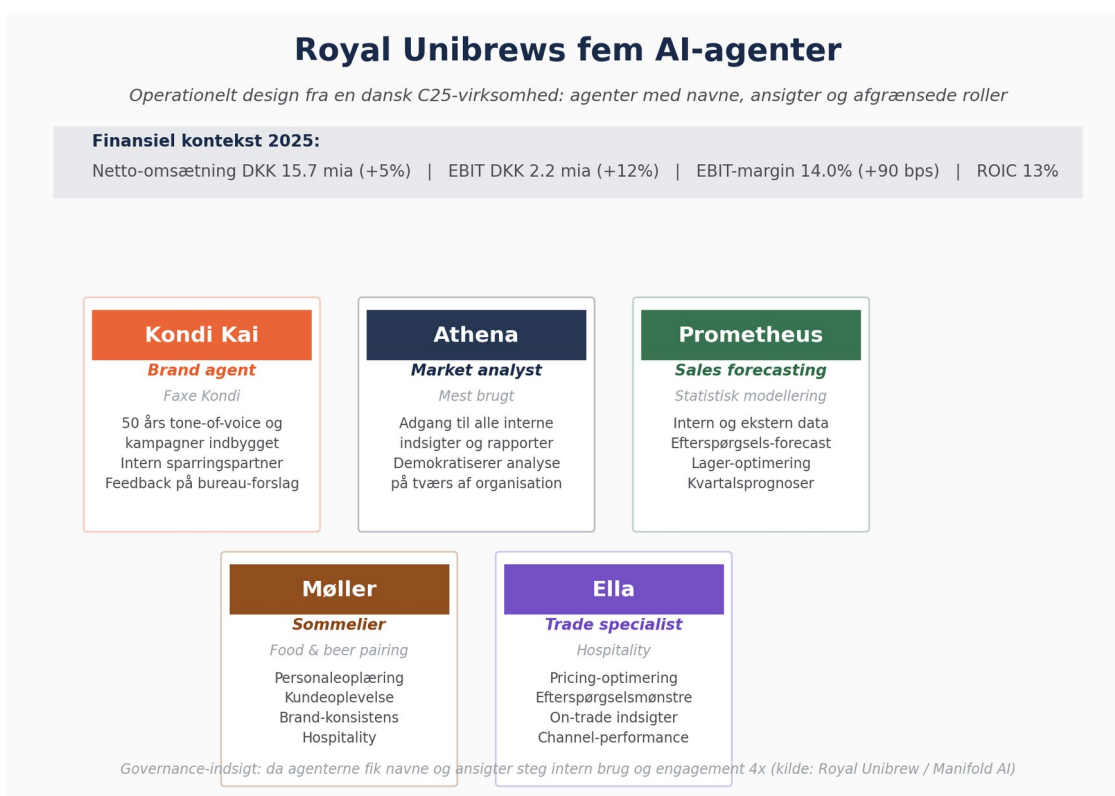 Royal Unibrews fem AI-agenter
Operationelt design fra en dansk C25-virksomhed: agenter med navne, ansigter og afgrænsede roller
Finansiel kontekst 2025:
Netto-omsætning DKK 15.7 mia (+5%)   |   EBIT DKK 2.2 mia (+12%)   |   EBIT-margin 14.0% (+90 bps)   |   ROIC 13%
Kondi Kai
Brand agent
Faxe Kondi
50 års tone-of-voice og
kampagner indbygget
Intern sparringspartner
Feedback på bureau-forslag
Athena
Market analyst
Mest brugt
Adgang til alle interne
indsigter og rapporter
Demokratiserer analyse
på tværs af organisation
Prometheus
Sales forecasting
Statistisk modellering
Intern og ekstern data
Efterspørgsels-forecast
Lager-optimering
Kvartalsprognoser
Møller
Sommelier
Food & beer pairing
Personaleoplæring
Kundeoplevelse
Brand-konsistens
Hospitality
Ella
Trade specialist
Hospitality
Pricing-optimering
Efterspørgselsmønstre
On-trade indsigter
Channel-performance
Governance-indsigt: da agenterne fik navne og ansigter steg intern brug og engagement 4x (kilde: Royal Unibrew / Manifold AI)